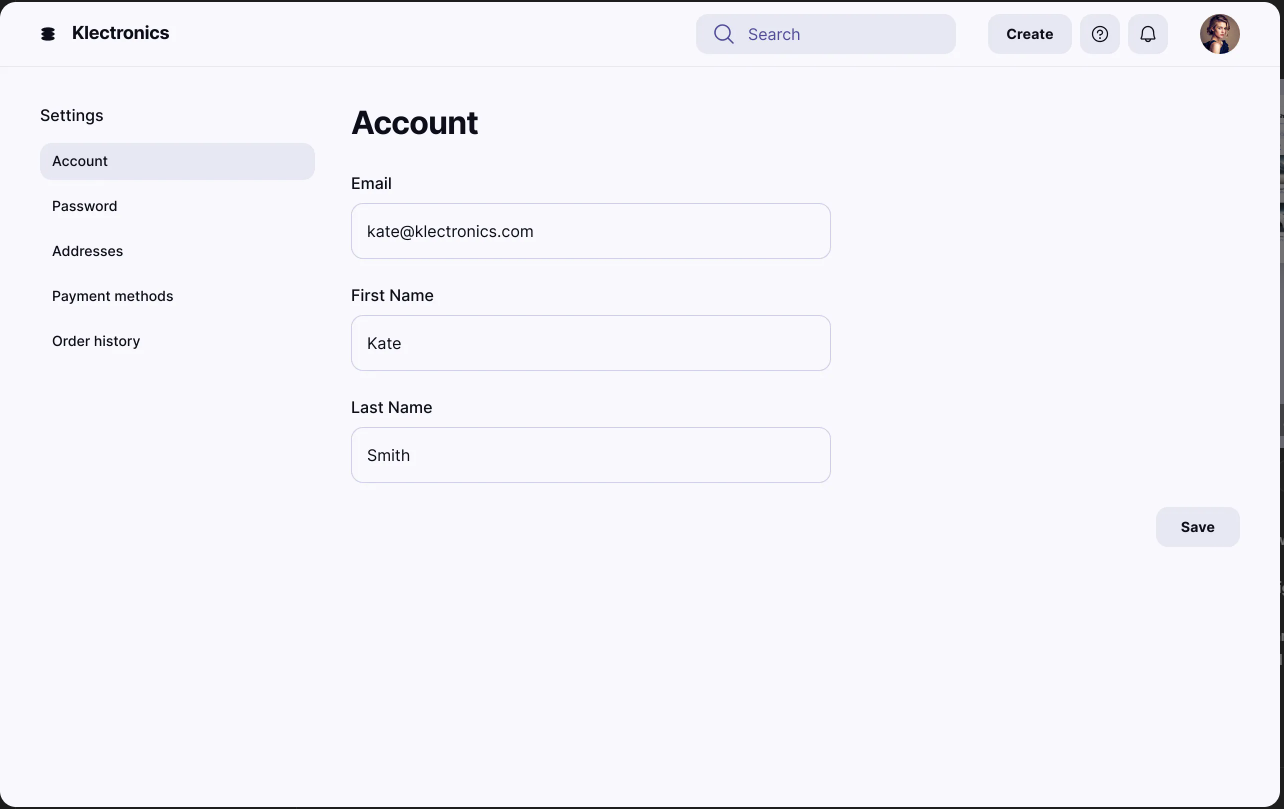 Klectronics
Search
Create
Settings
Account
Password
Addresses
Payment methods
Order history
Account
Email
kate@klectronics.com
First Name
Kate
Last Name
Smith
Save